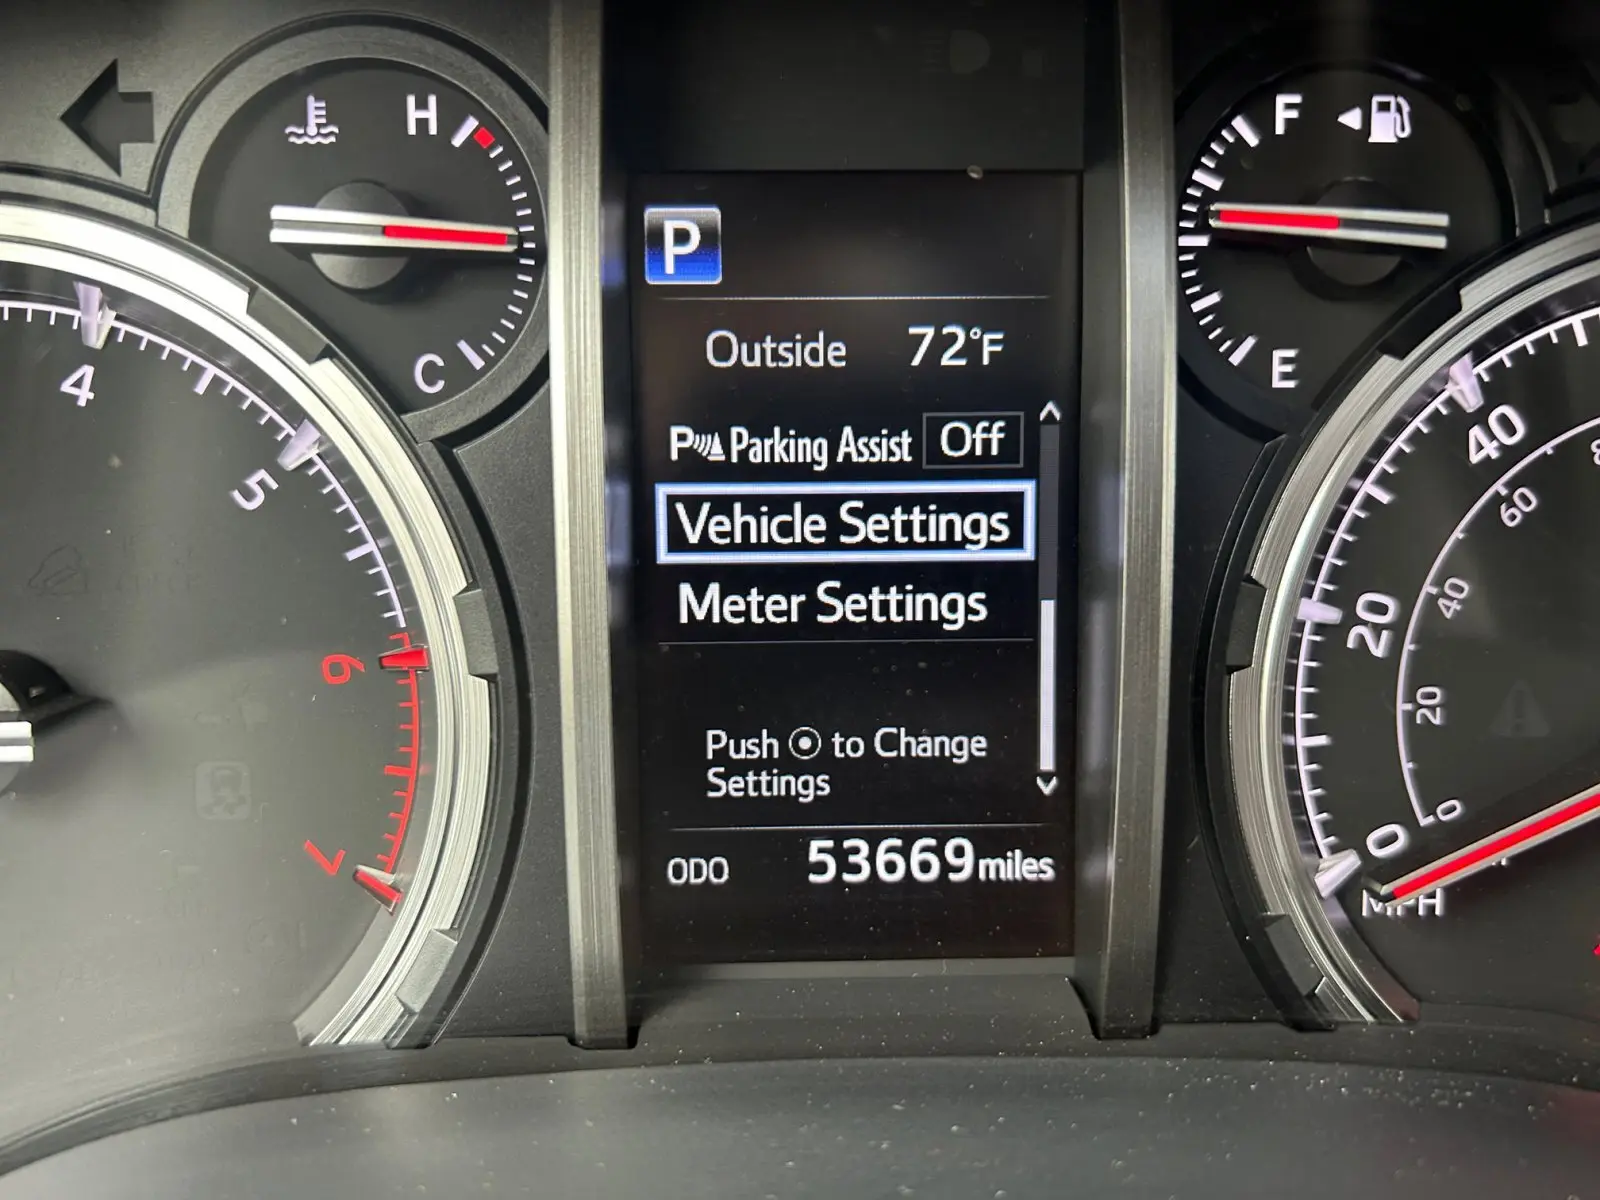 H
C
F
E
P
Outside 72°F
P Parking Assist Off
Vehicle Settings
Meter Settings
Push to Change
Settings
ODO 53669 miles
4
5
6
7
40
20
0
MPH
60
40
20
0